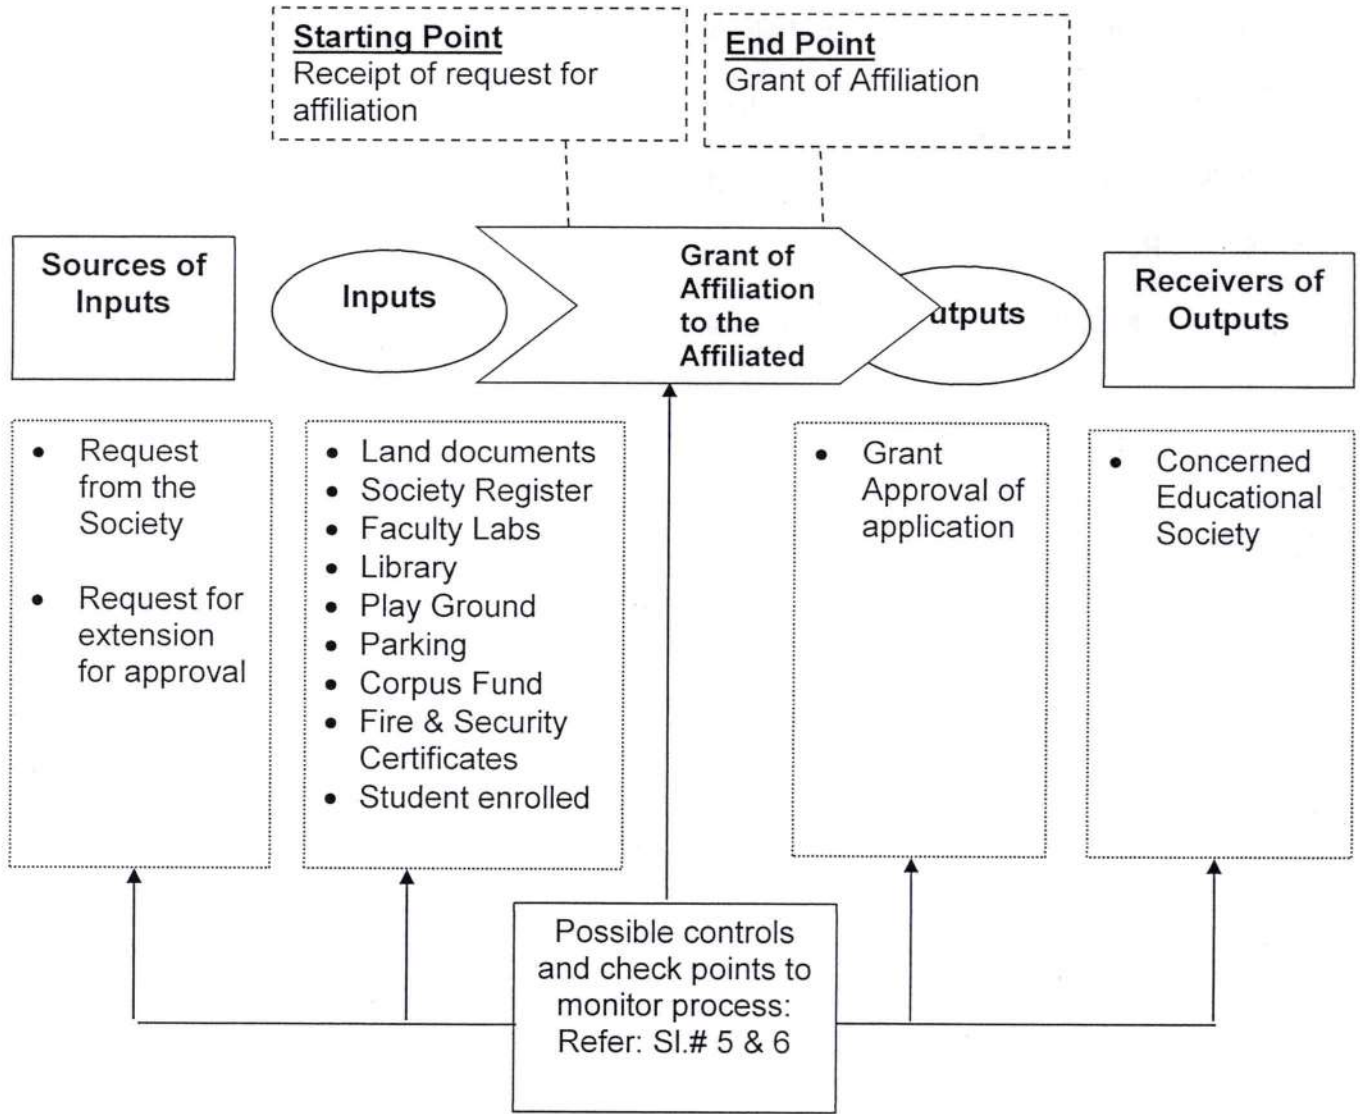 Starting Point
Receipt of request for
affiliation
End Point
Grant of Affiliation
Sources of
Inputs
Inputs
Grant of
Affiliation
to the
Affiliated
utputs
Receivers of
Outputs
• Request
from the
Society
• Request for
extension
for approval
• Land documents
• Society Register
• Faculty Labs
• Library
• Play Ground
• Parking
• Corpus Fund
• Fire & Security
Certificates
• Student enrolled
• Grant
Approval of
application
• Concerned
Educational
Society
Possible controls
and check points to
monitor process:
Refer: Sl.# 5 & 6